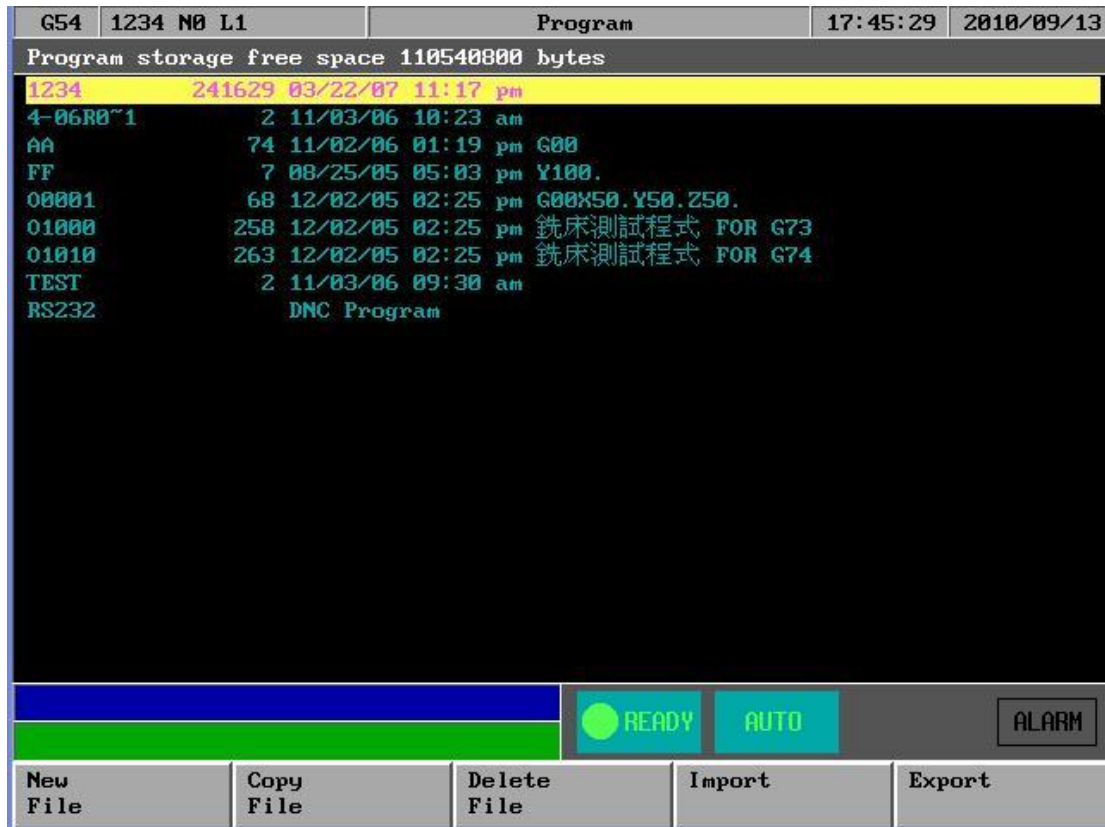 G54 1234 N0 L1 Program 17:45:29 2010/09/13
Program storage free space 110540800 bytes
1234 241629 03/22/07 11:17 pm
4-06R0~1 2 11/03/06 10:23 am
AA 74 11/02/06 01:19 pm G00
FF 7 08/25/05 05:03 pm Y100.
O0001 68 12/02/05 02:25 pm G00X50.Y50.Z50.
O1000 258 12/02/05 02:25 pm 銑床測試程式 FOR G73
O1010 263 12/02/05 02:25 pm 銑床測試程式 FOR G74
TEST 2 11/03/06 09:30 am
RS232 DNC Program
READY AUTO ALARM
New File
Copy File
Delete File
Import
Export